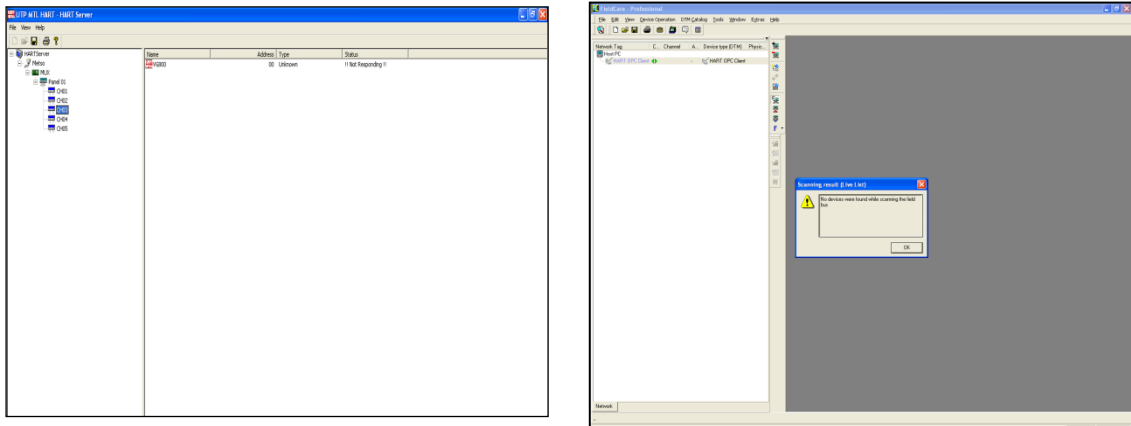 UTP MTL HART - HART Server
File View Help
HARTServer
Metso
MUX
Panel 01
CH01
CH02
CH03
CH04
CH05
Name Address Type Status
VG800 00 Unknown !! Not Responding !!
FieldCare - Professional
File Edit View Device Operation DTM Catalog Tools Window Extras Help
Network Tag C... Channel A... Device type (DTM) Physic...
Host PC
HART OPC Client - HART OPC Client
Scanning result (Live List)
No devices were found while scanning the field
bus
OK
Network